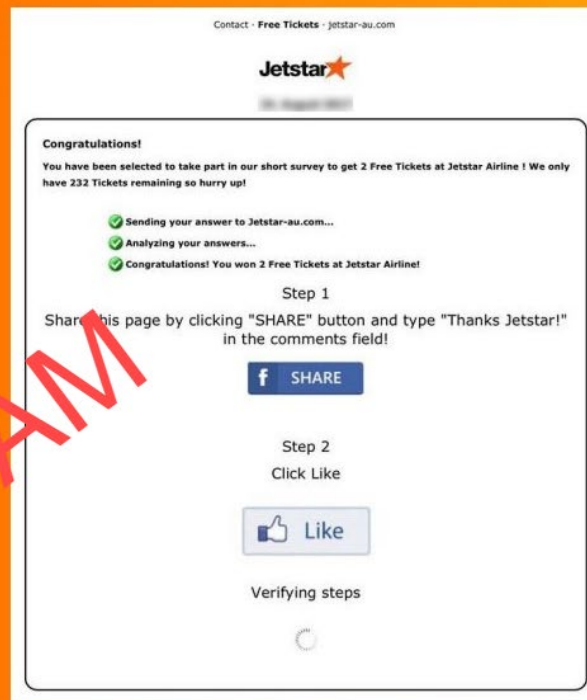 Contact · Free Tickets · jetstar-au.com
Jetstar
Congratulations!
You have been selected to take part in our short survey to get 2 Free Tickets at Jetstar Airline ! We only
have 232 Tickets remaining so hurry up!
Sending your answer to Jetstar-au.com...
Analyzing your answers...
Congratulations! You won 2 Free Tickets at Jetstar Airline!
Step 1
Share this page by clicking "SHARE" button and type "Thanks Jetstar!"
in the comments field!
f SHARE
AM
Step 2
Click Like
Like
Verifying steps